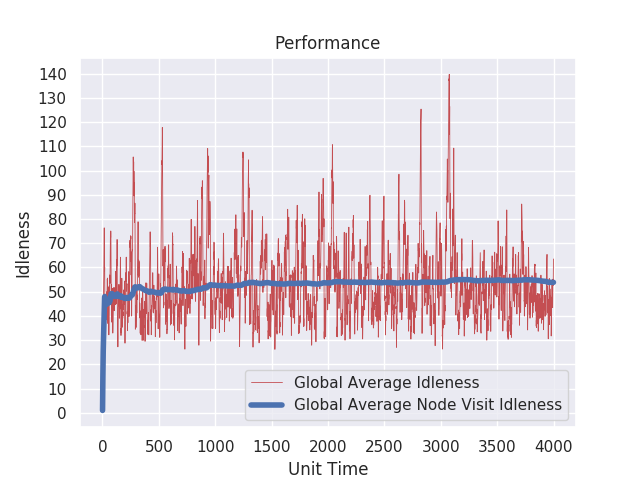 Performance
Idleness
140
130
120
110
100
90
80
70
60
50
40
30
20
10
0
Global Average Idleness
Global Average Node Visit Idleness
0 500 1000 1500 2000 2500 3000 3500 4000
Unit Time